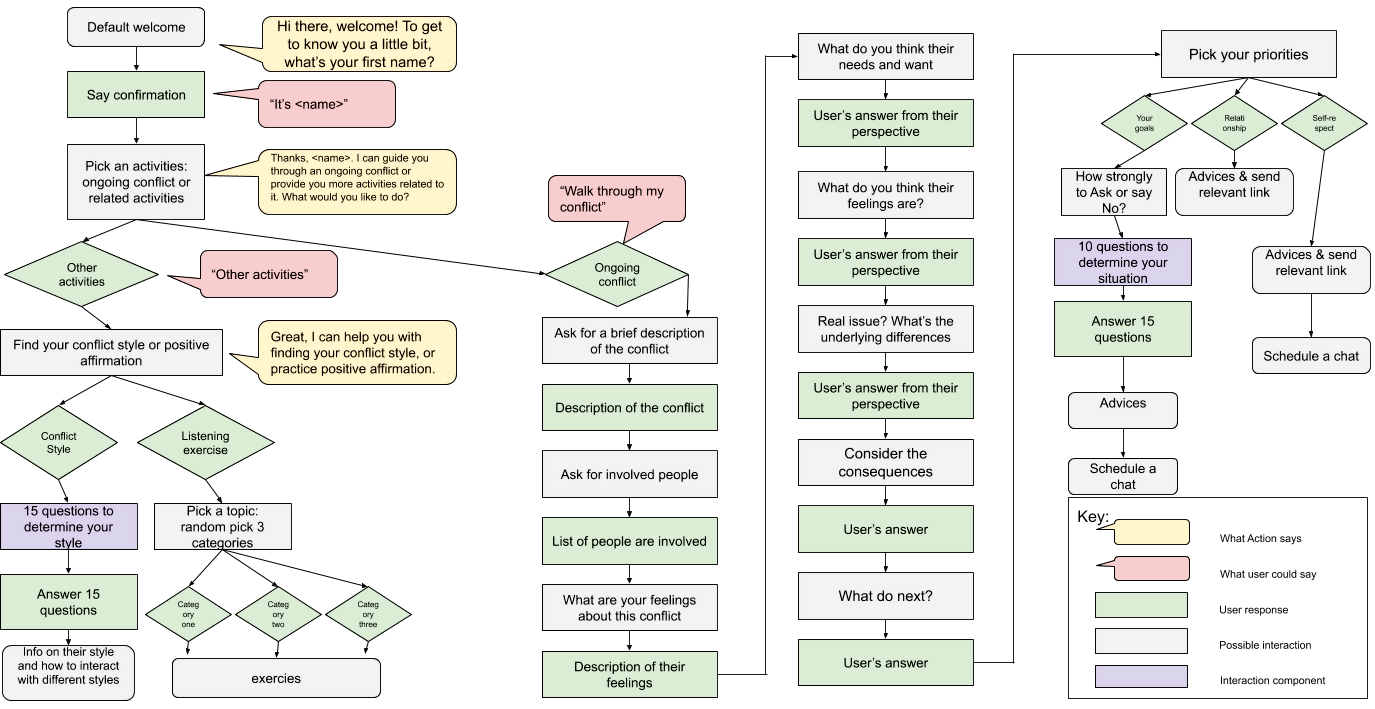 Default welcome
Hi there, welcome! To get
to know you a little bit,
what's your first name?
Say confirmation
“It’s <name>”
Pick an activities:
ongoing conflict or
related activities
Thanks, <name>. I can guide you
through an ongoing conflict or
provide you more activities related to
it. What would you like to do?
Other
activities
“Other activities”
Find your conflict style or positive
affirmation
Great, I can help you with
finding your conflict style, or
practice positive affirmation.
Conflict
Style
Listening
exercise
15 questions to
determine your
style
Pick a topic:
random pick 3
categories
Answer 15
questions
Categ
ory
one
Categ
ory
two
Categ
ory
three
Info on their style
and how to interact
with different styles
exercies
“Walk through my
conflict”
Ongoing
conflict
Ask for a brief description
of the conflict
Description of the conflict
Ask for involved people
List of people are involved
What are your feelings
about this conflict
Description of their
feelings
What do you think their
needs and want
User’s answer from their
perspective
What do you think their
feelings are?
User’s answer from their
perspective
Real issue? What’s the
underlying differences
User’s answer from their
perspective
Consider the
consequences
User’s answer
What do next?
User’s answer
Pick your priorities
Your
goals
Relati
onship
Self-re
spect
How strongly
to Ask or say
No?
Advices & send
relevant link
10 questions to
determine your
situation
Advices & send
relevant link
Answer 15
questions
Schedule a chat
Advices
Schedule a
chat
Key:
What Action says
What user could say
User response
Possible interaction
Interaction component